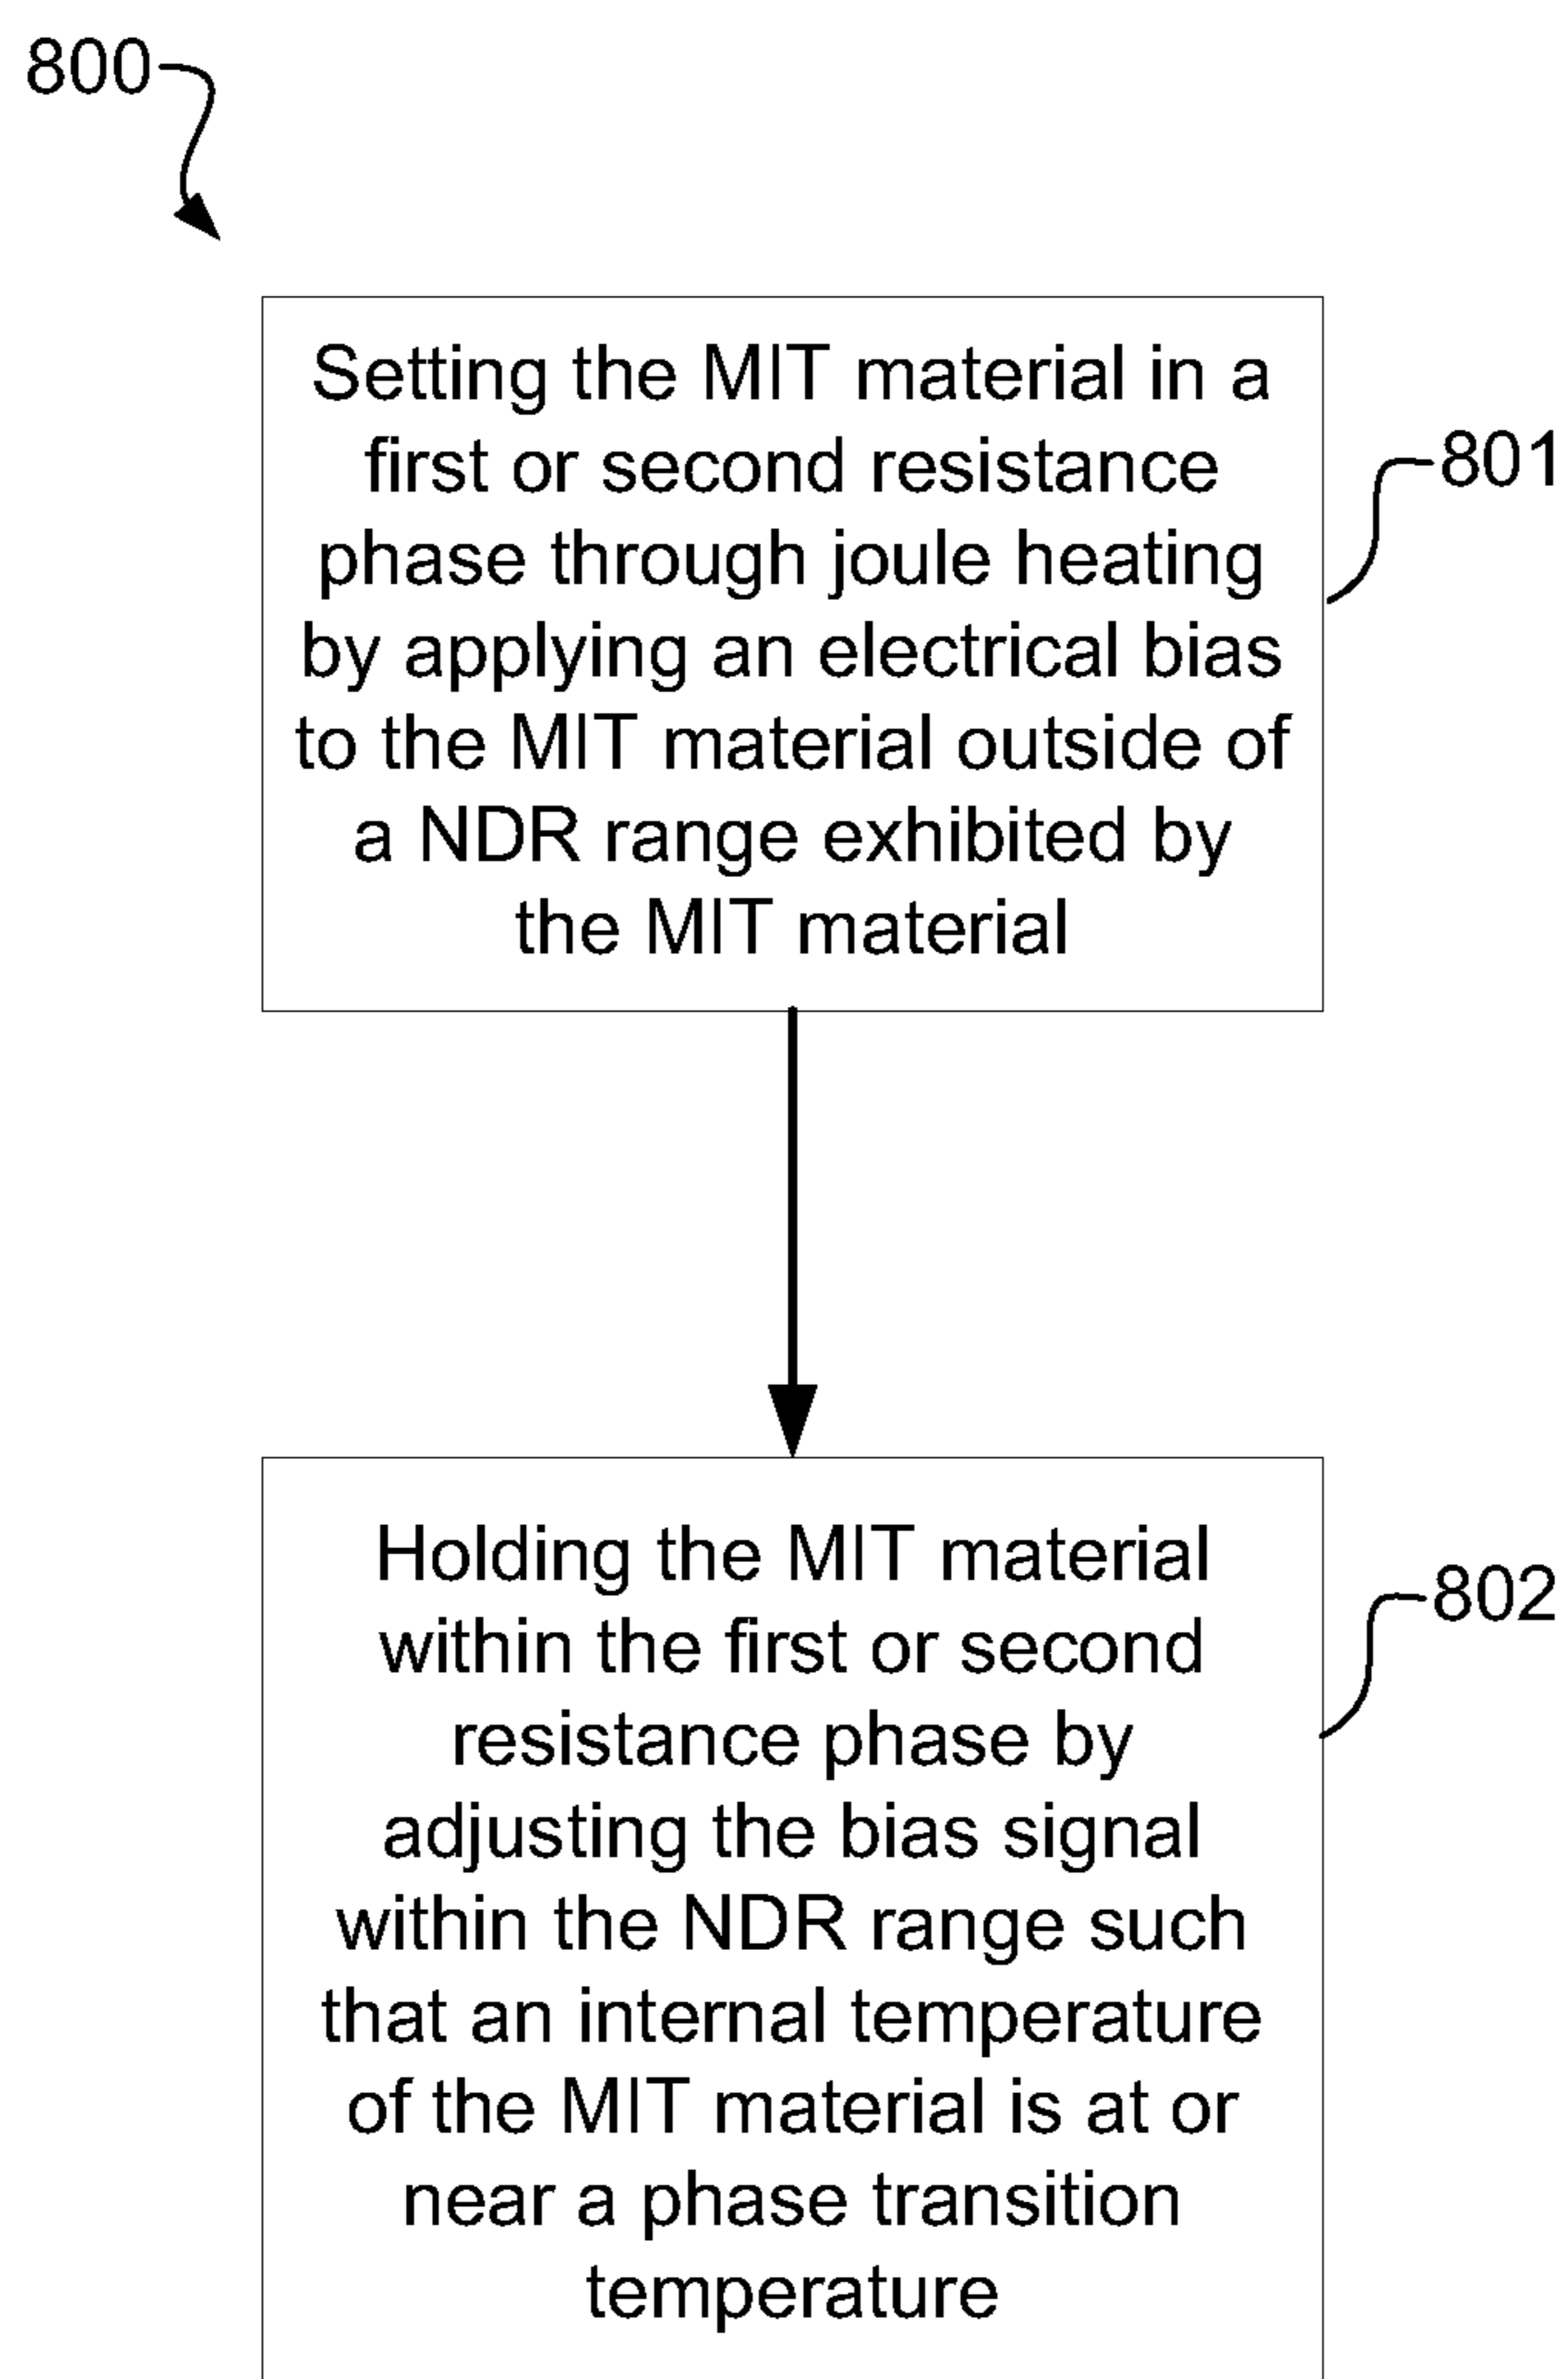 800
Setting the MIT material in a
first or second resistance
phase through joule heating
by applying an electrical bias
to the MIT material outside of
a NDR range exhibited by
the MIT material
801
Holding the MIT material
within the first or second
resistance phase by
adjusting the bias signal
within the NDR range such
that an internal temperature
of the MIT material is at or
near a phase transition
temperature
802